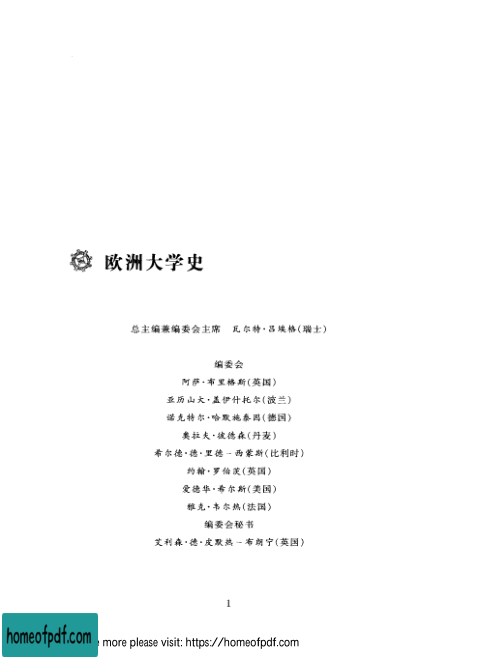 欧洲大学史
总主编兼编委会主席 瓦尔特·吕埃格(瑞士)
编委会
阿萨·布里格斯(英国)
亚历山大·盖伊什托尔(波兰)
诺克特尔·哈默施泰因(德国)
奥拉夫·彼德森(丹麦)
希尔德·德·里德-西蒙斯(比利时)
约翰·罗伯茨(英国)
爱德华·希尔斯(美国)
雅克·韦尔热(法国)
编委会秘书
艾利森·德·皮默热-布朗宁(英国)
1
homeofpdf.com
more please visit: https://homeofpdf.com